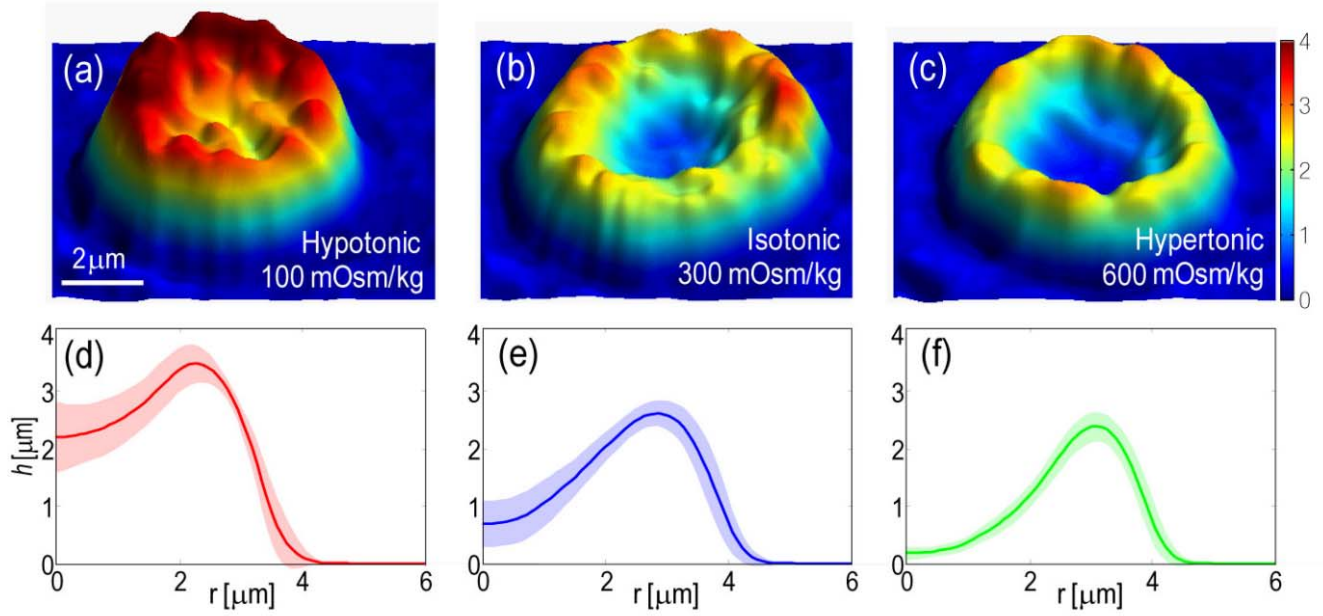 (a)
Hypotonic
100 mOsm/kg
2μm
(b)
Isotonic
300 mOsm/kg
(c)
Hypertonic
600 mOsm/kg
4
3
2
1
0
(d)
4
3
2
1
0
h [μm]
0 2 4 6
r [μm]
(e)
4
3
2
1
0
0 2 4 6
r [μm]
(f)
4
3
2
1
0
0 2 4 6
r [μm]